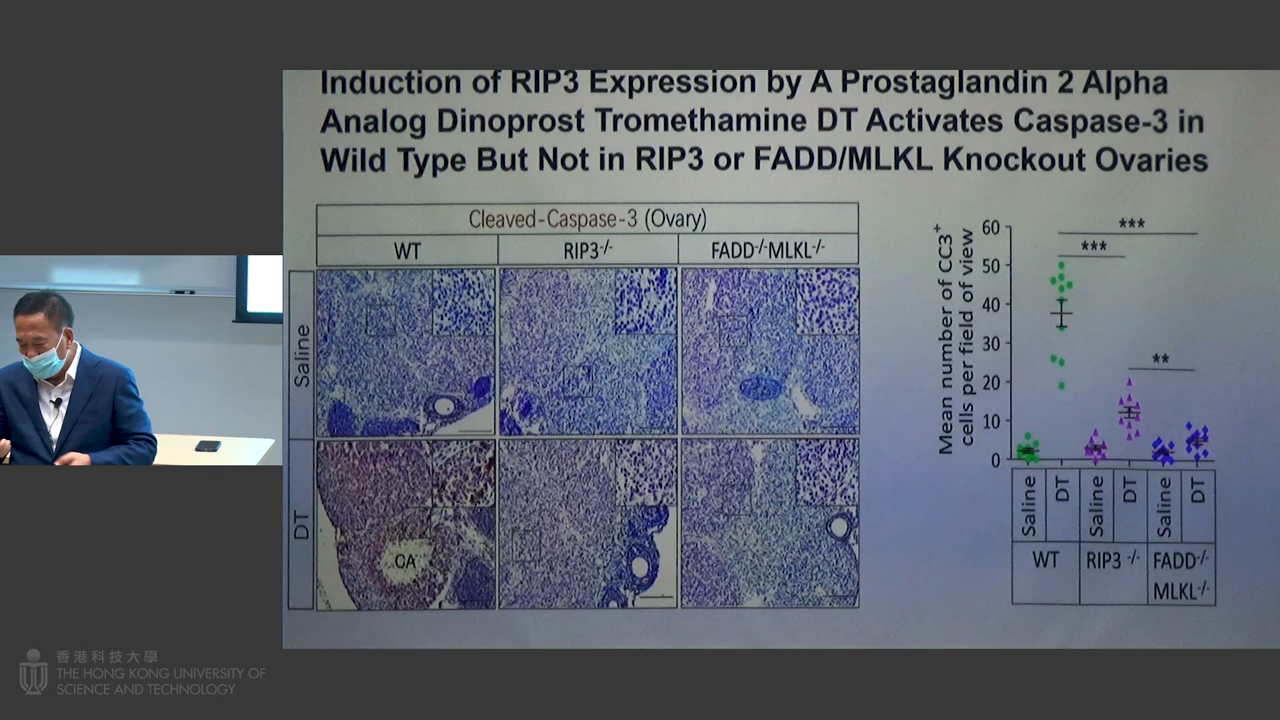 Induction of RIP3 Expression by A Prostaglandin 2 Alpha
Analog Dinoprost Tromethamine DT Activates Caspase-3 in
Wild Type But Not in RIP3 or FADD/MLKL Knockout Ovaries
Cleaved-Caspase-3 (Ovary)
WT
RIP3-/-
FADD-/-MLKL-/-
Saline
DT
CA
Mean number of CC3+
cells per field of view
60
50
40
30
20
10
0
***
***
**
Saline
DT
Saline
DT
Saline
DT
WT
RIP3 -/-
FADD-/-
MLKL-/-
香港科技大學
THE HONG KONG UNIVERSITY OF
SCIENCE AND TECHNOLOGY